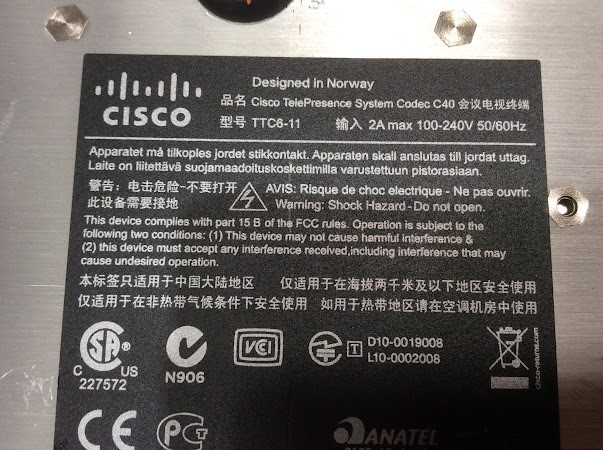 Designed in Norway
CISCO
品名 Cisco TelePresence System Codec C40 会议电视终端
型号 TTC6-11 输入 2A max 100-240V 50/60Hz
Apparatet må tilkoples jordet stikkontakt. Apparaten skall anslutas till jordat uttag.
Laite on liitettävä suojamaadoituskoskettimilla varustettuun pistorasiaan.
警告: 电击危险-不要打开
此设备需要接地
AVIS: Risque de choc electrique - Ne pas ouvrir.
Warning: Shock Hazard - Do not open.
This device complies with part 15 B of the FCC rules. Operation is subject to the
following two conditions: (1) This device may not cause harmful interference &
(2) this device must accept any interference received,including interference that may
cause undesired operation.
本标签只适用于中国大陆地区 仅适用于在海拔两千米及以下地区安全使用
仅适用于在非热带气候条件下安全使用 如用于热带地区请在空调机房中使用
SA
C US
227572
N906
VCI
T
D10-0019008
L10-0002008
cisco-returns.com
CE
PCT
ANATEL